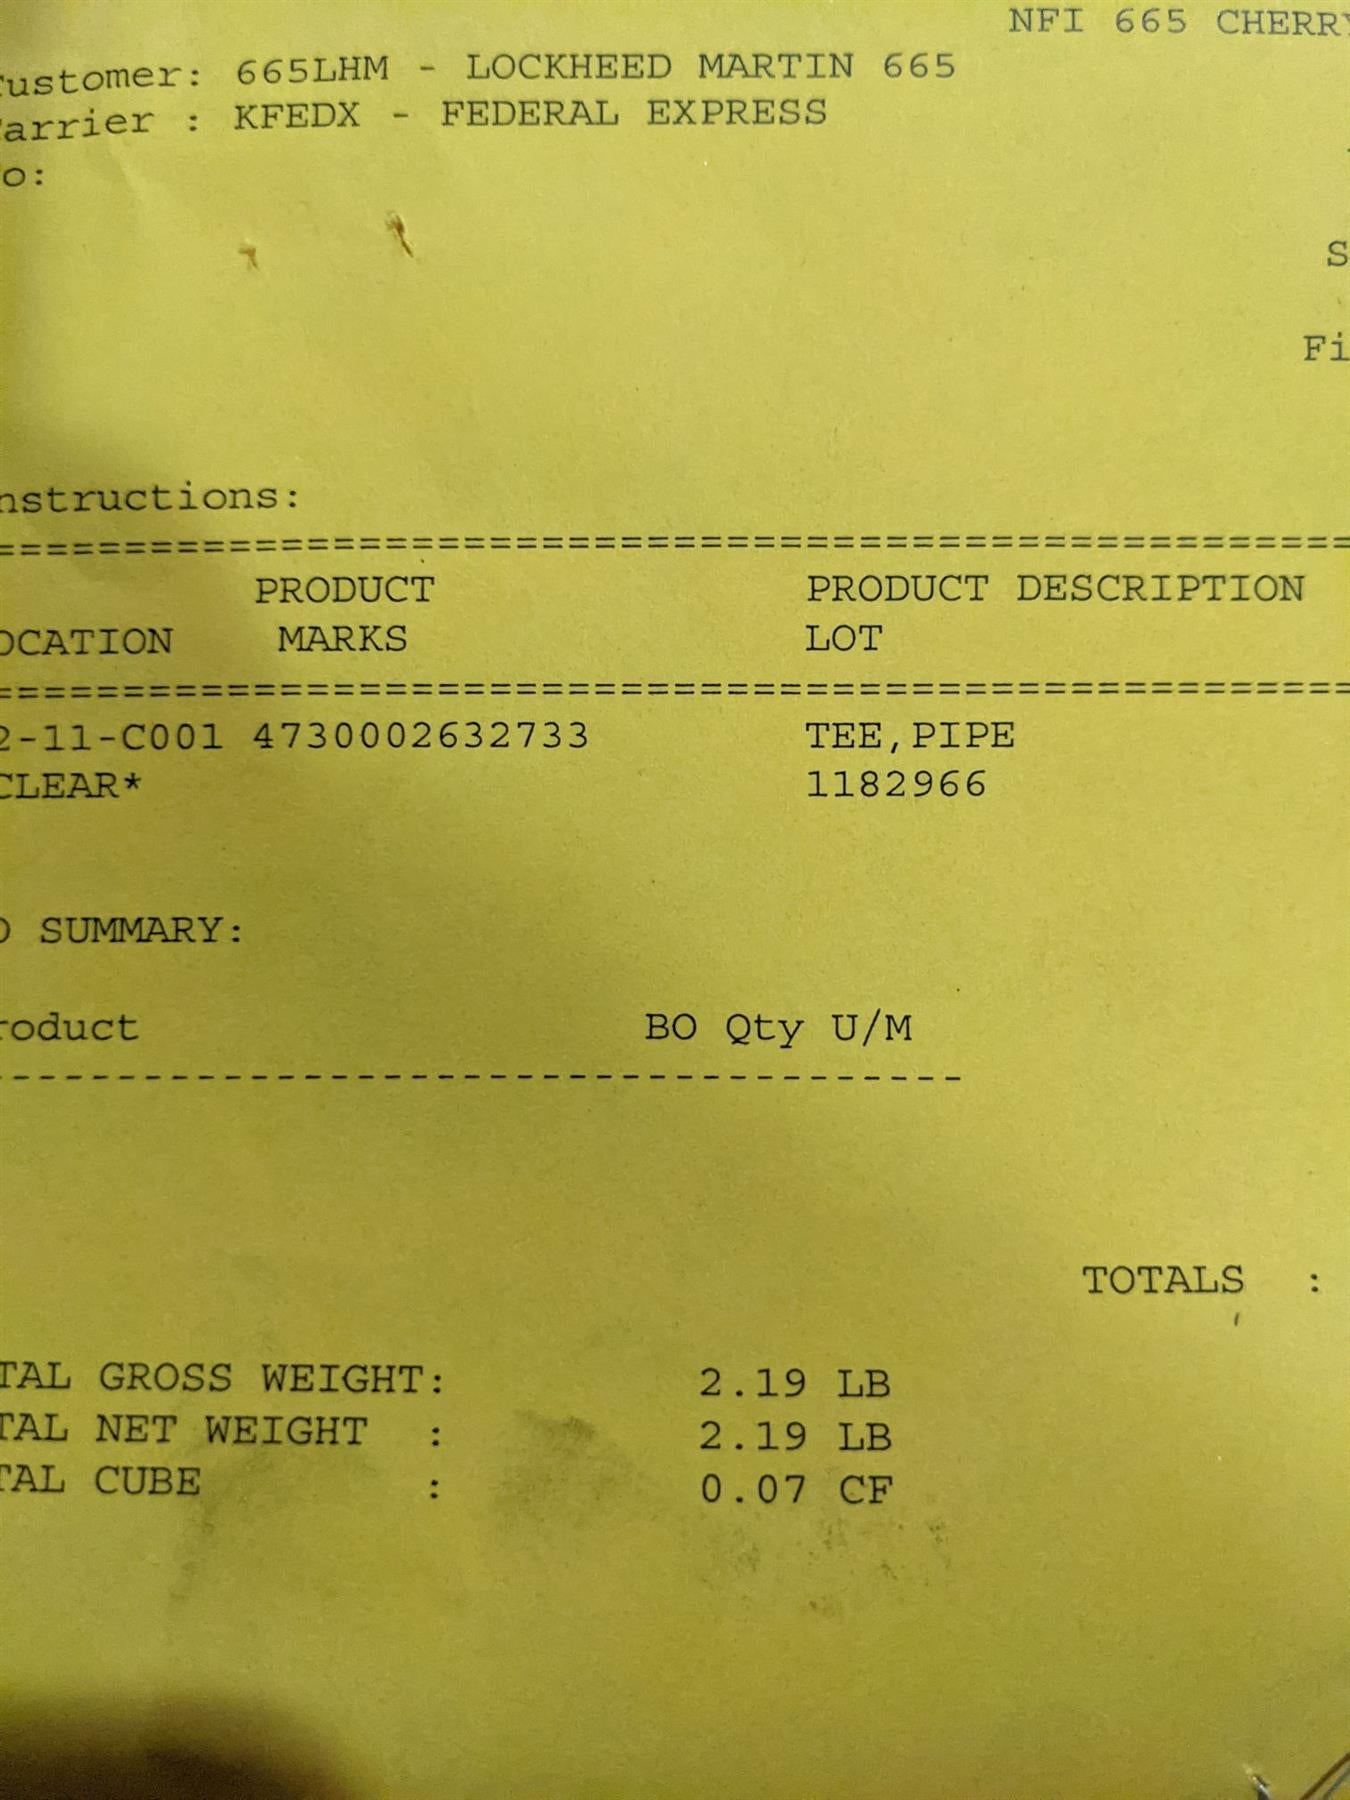 NFI 665 CHERRY
ustomer: 665LHM - LOCKHEED MARTIN 665
arrier : KFEDX - FEDERAL EXPRESS
o:
S
Fi
nstructions:
PRODUCT PRODUCT DESCRIPTION
OCATION MARKS LOT
2-11-C001 4730002632733 TEE,PIPE
CLEAR* 1182966
O SUMMARY:
roduct BO Qty U/M
TOTALS :
TAL GROSS WEIGHT: 2.19 LB
TAL NET WEIGHT : 2.19 LB
TAL CUBE : 0.07 CF